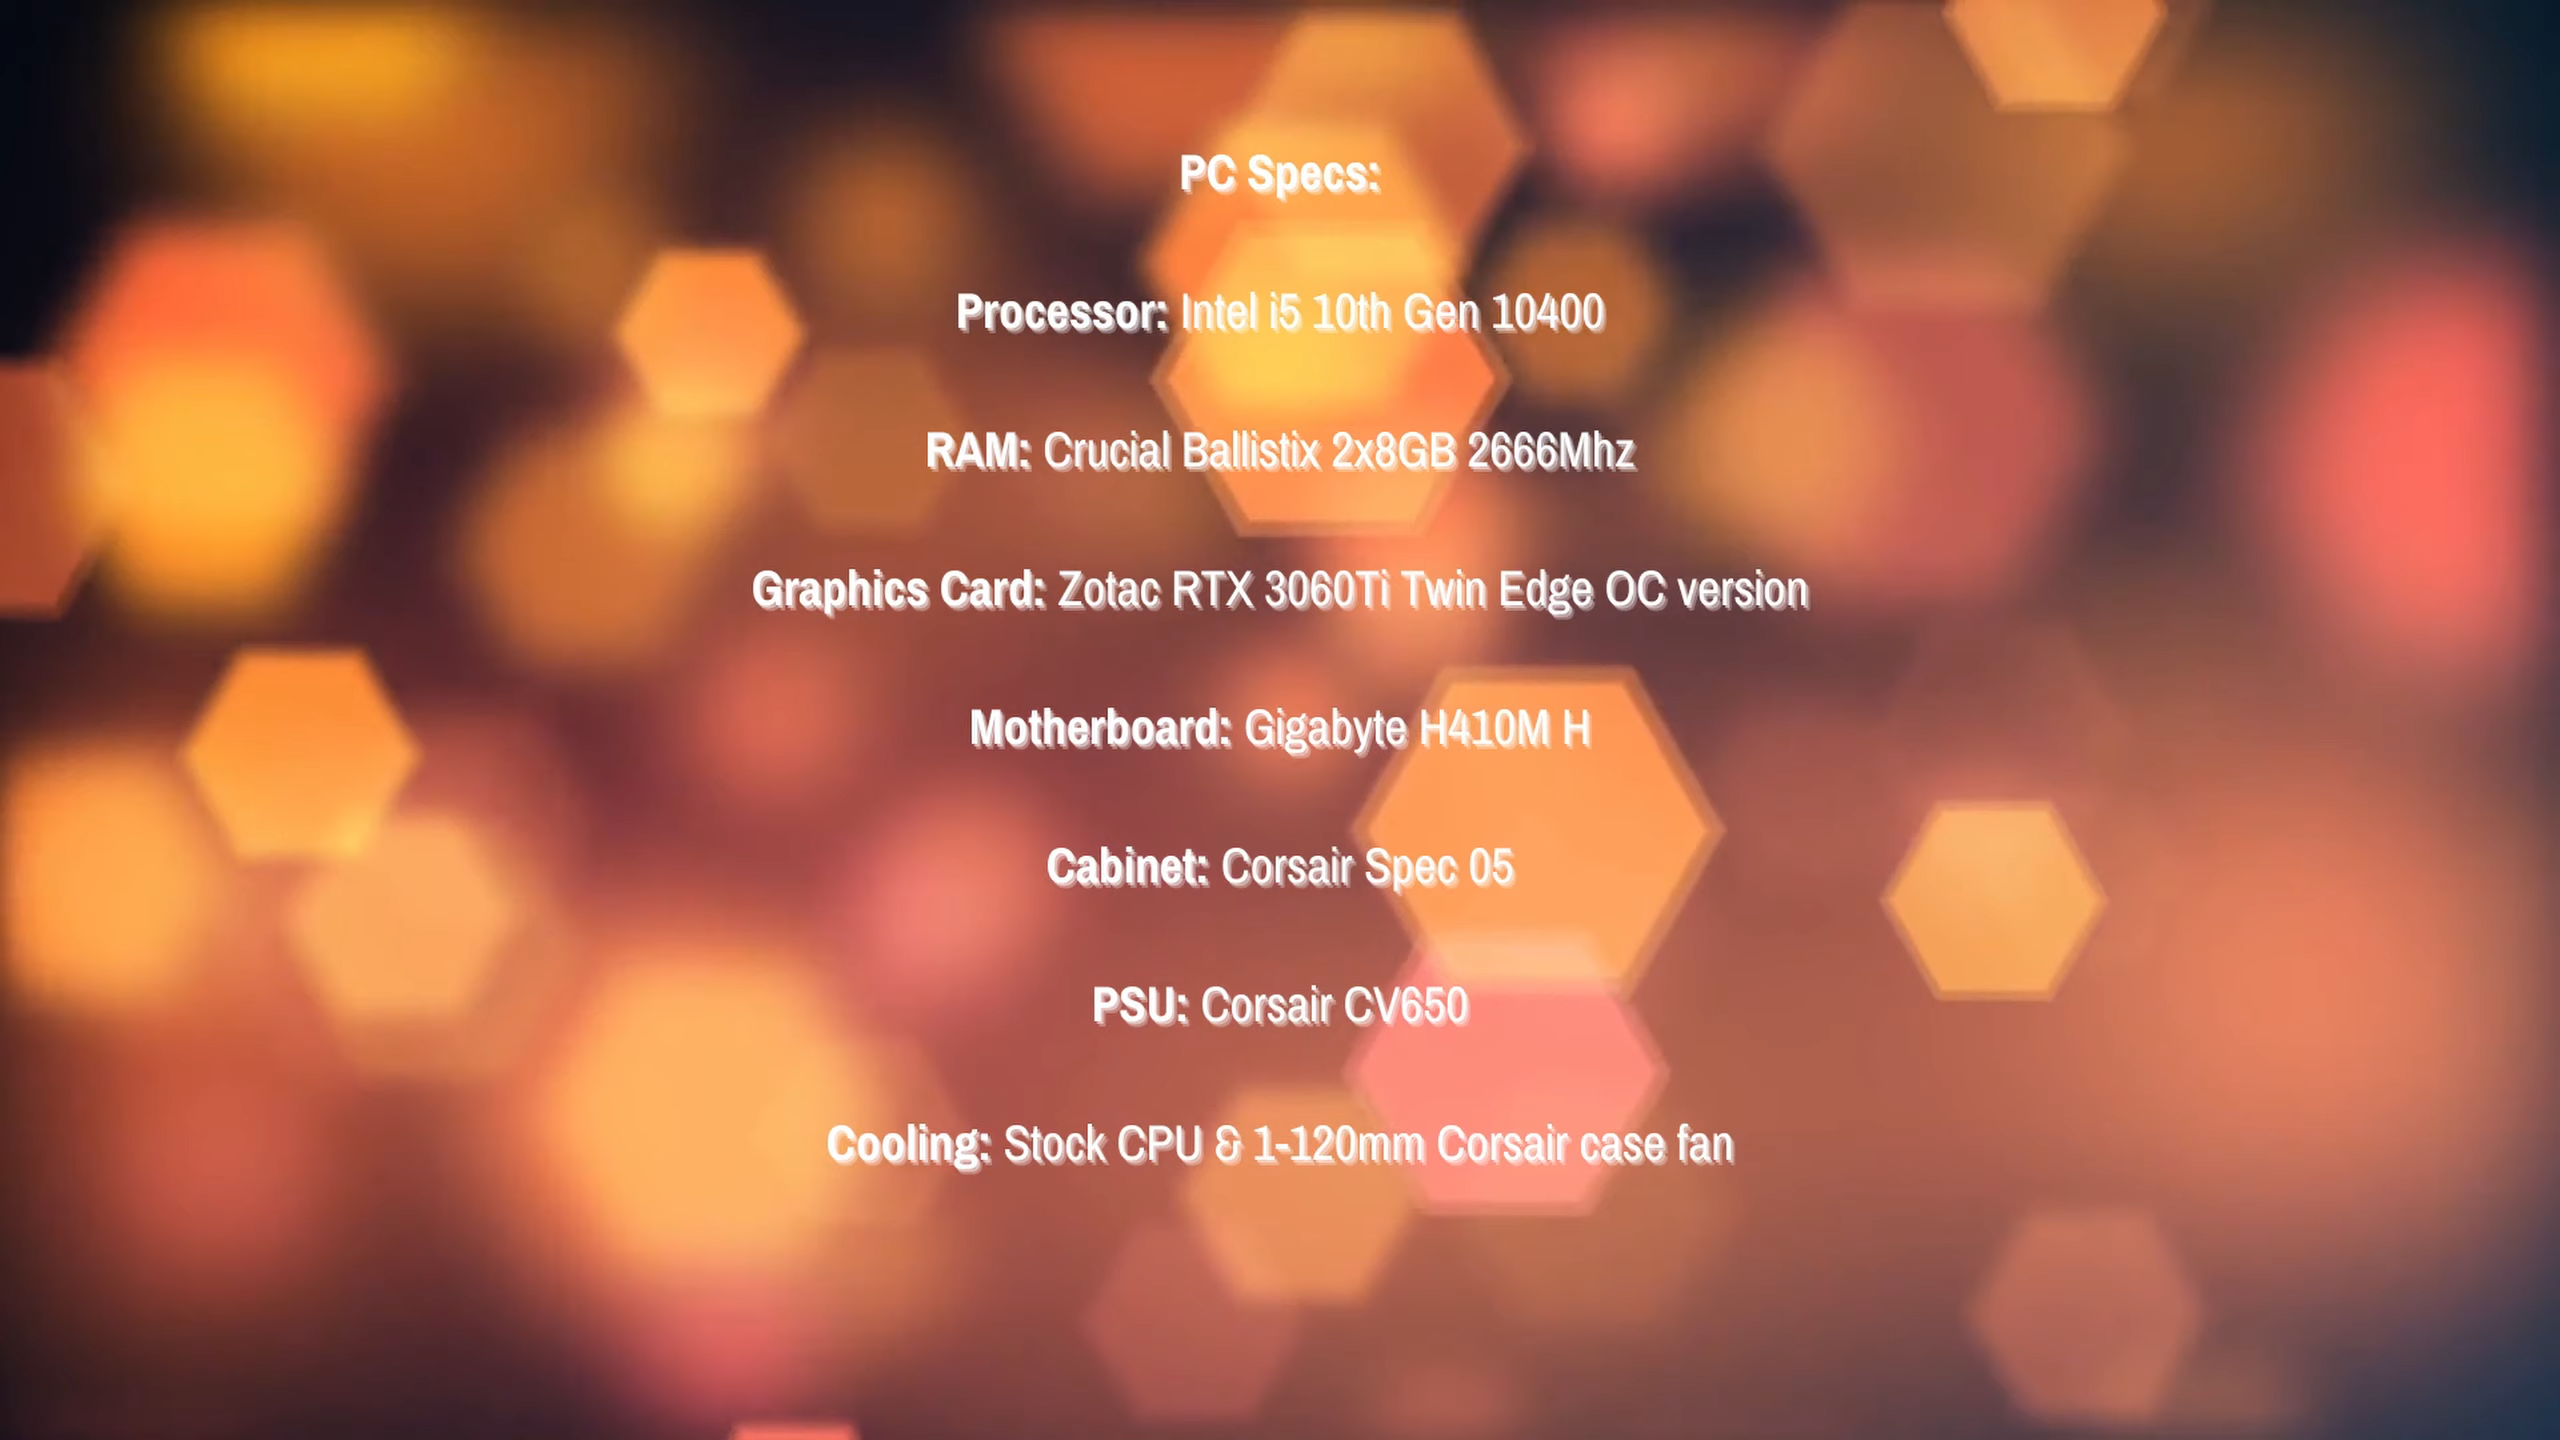 PC Specs:
Processor: Intel i5 10th Gen 10400
RAM: Crucial Ballistix 2x8GB 2666Mhz
Graphics Card: Zotac RTX 3060Ti Twin Edge OC version
Motherboard: Gigabyte H410M H
Cabinet: Corsair Spec 05
PSU: Corsair CV650
Cooling: Stock CPU & 1-120mm Corsair case fan